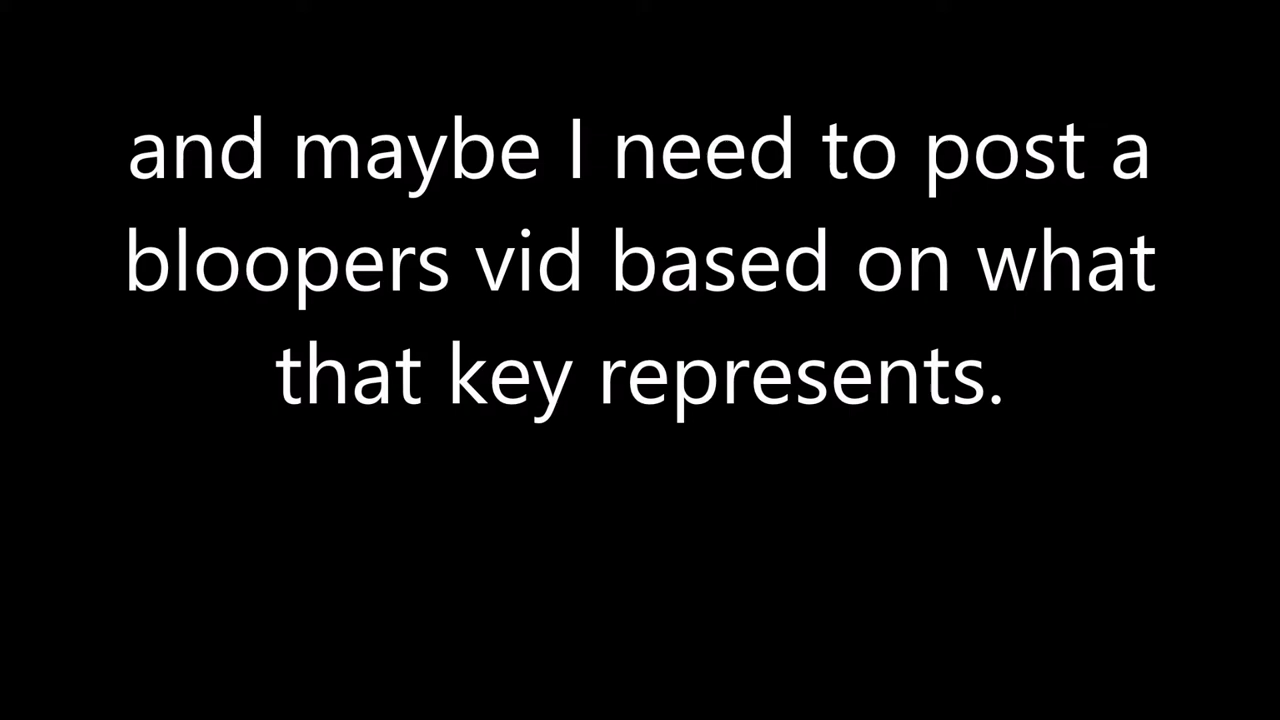 and maybe I need to post a
bloopers vid based on what
that key represents.